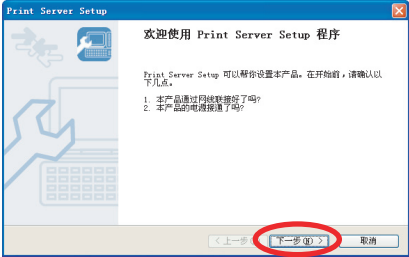 Print Server Setup
欢迎使用 Print Server Setup 程序
Print Server Setup 可以帮你设置本产品。在开始前，请确认以
下几点。
1. 本产品通过网线联接好了吗?
2. 本产品的电源接通了吗?
< 上一步
下一步(N) >
取消